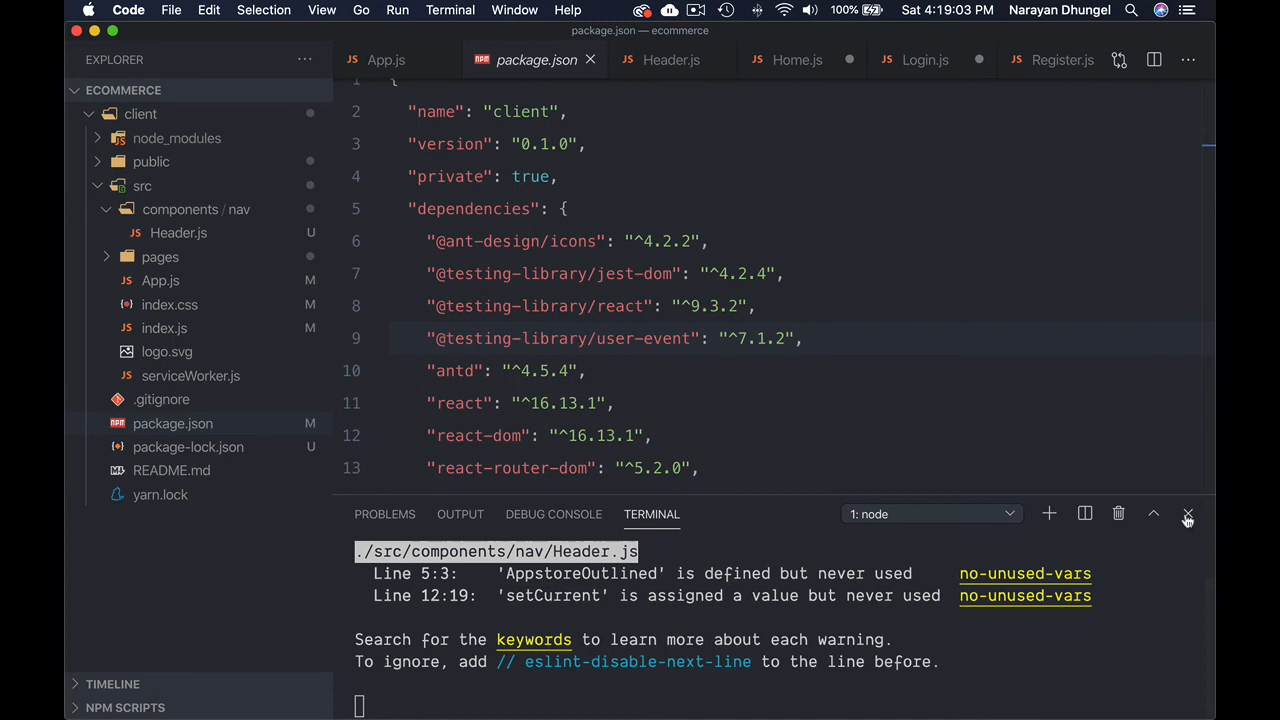 Code File Edit Selection View Go Run Terminal Window Help 100% Sat 4:19:03 PM Narayan Dhungel
package.json — ecommerce
EXPLORER
JS App.js
package.json
JS Header.js
JS Home.js
JS Login.js
JS Register.js
ECOMMERCE
client
node_modules
public
src
components / nav
JS Header.js U
pages
JS App.js M
index.css M
JS index.js M
logo.svg
JS serviceWorker.js
.gitignore
package.json M
package-lock.json U
README.md
yarn.lock
TIMELINE
NPM SCRIPTS
1 {
2 "name": "client",
3 "version": "0.1.0",
4 "private": true,
5 "dependencies": {
6 "@ant-design/icons": "^4.2.2",
7 "@testing-library/jest-dom": "^4.2.4",
8 "@testing-library/react": "^9.3.2",
9 "@testing-library/user-event": "^7.1.2",
10 "antd": "^4.5.4",
11 "react": "^16.13.1",
12 "react-dom": "^16.13.1",
13 "react-router-dom": "^5.2.0",
PROBLEMS OUTPUT DEBUG CONSOLE TERMINAL 1: node
./src/components/nav/Header.js
Line 5:3: 'AppstoreOutlined' is defined but never used no-unused-vars
Line 12:19: 'setCurrent' is assigned a value but never used no-unused-vars
Search for the keywords to learn more about each warning.
To ignore, add // eslint-disable-next-line to the line before.